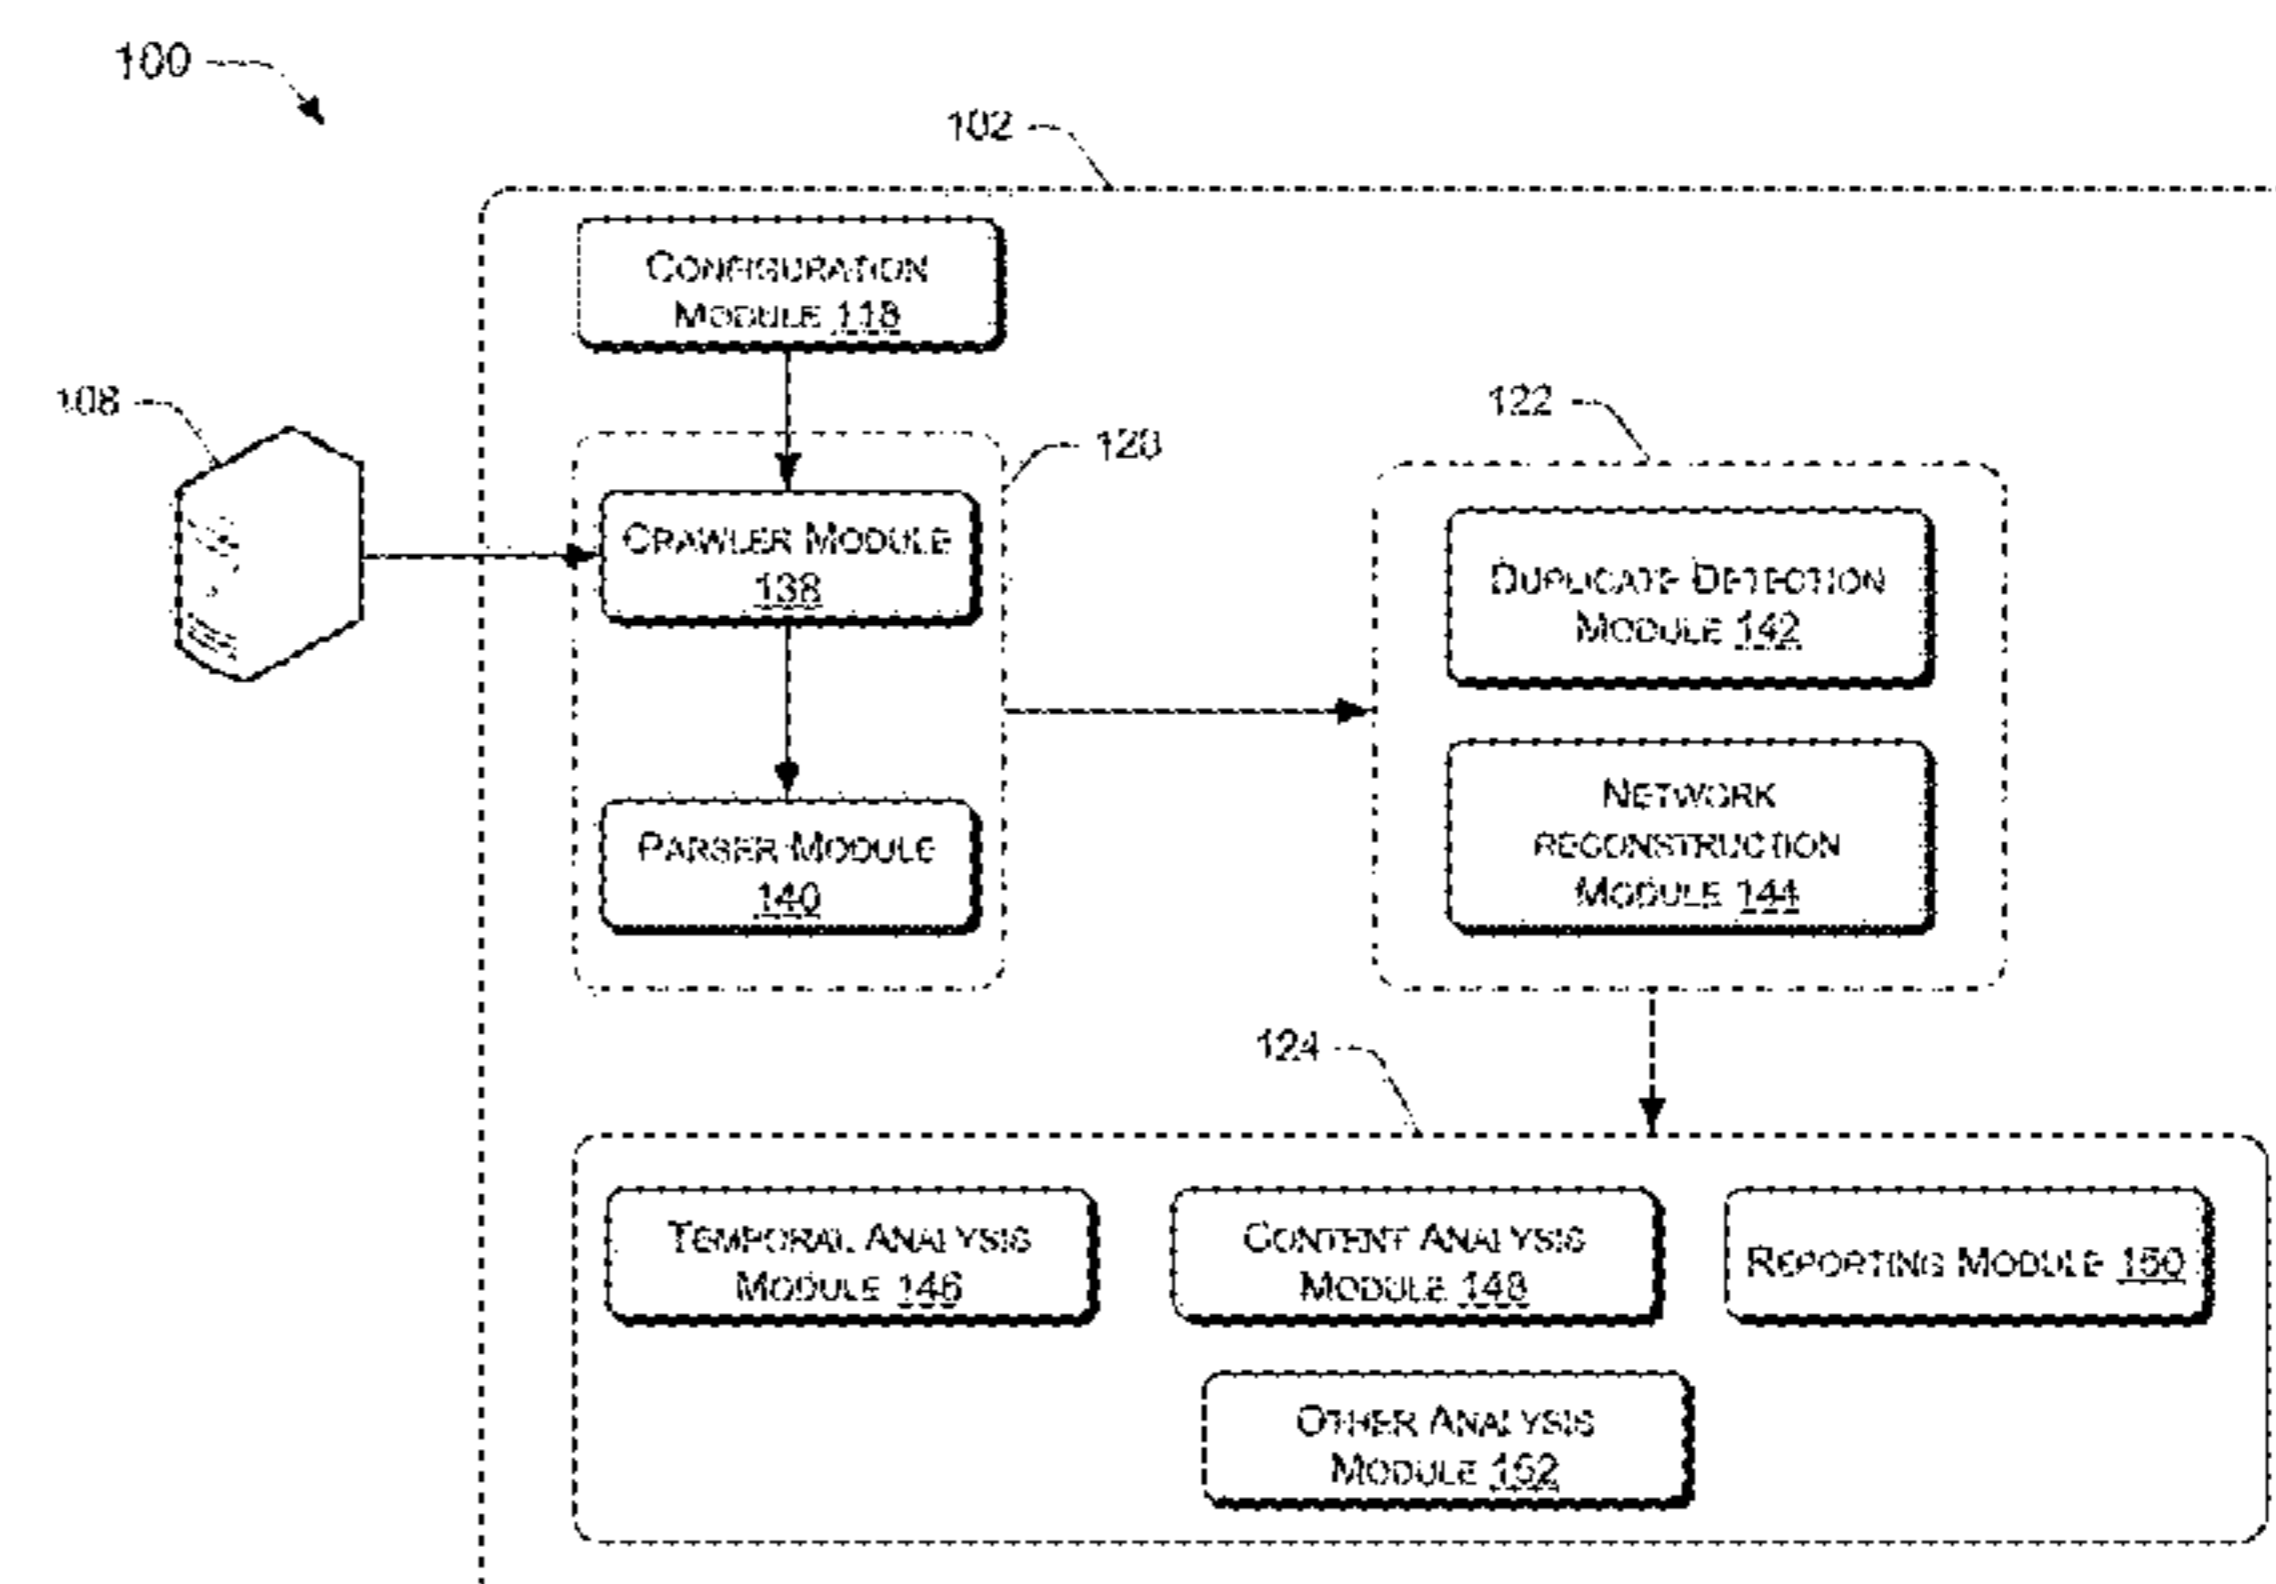 100
102
CONFIGURATION
MODULE 118
108
120
122
CRAWLER MODULE
138
DUPLICATE DETECTION
MODULE 142
PARSER MODULE
140
NETWORK
RECONSTRUCTION
MODULE 144
124
TEMPORAL ANALYSIS
MODULE 146
CONTENT ANALYSIS
MODULE 148
REPORTING MODULE 150
OTHER ANALYSIS
MODULE 152